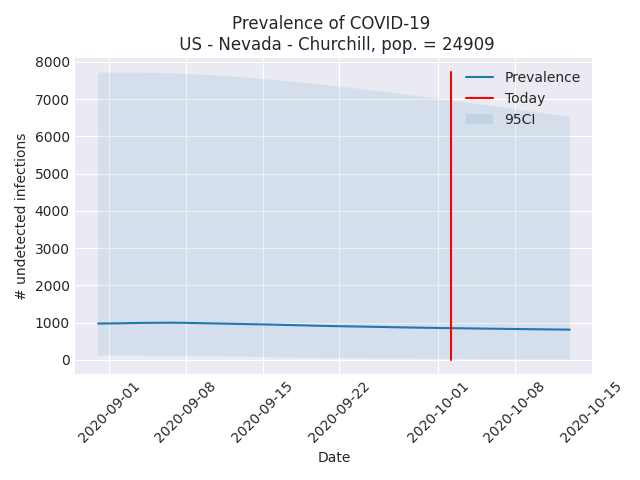 Prevalence of COVID-19
US - Nevada - Churchill, pop. = 24909
Prevalence
Today
95CI
# undetected infections
8000
7000
6000
5000
4000
3000
2000
1000
0
2020-09-01
2020-09-08
2020-09-15
2020-09-22
2020-10-01
2020-10-08
2020-10-15
Date